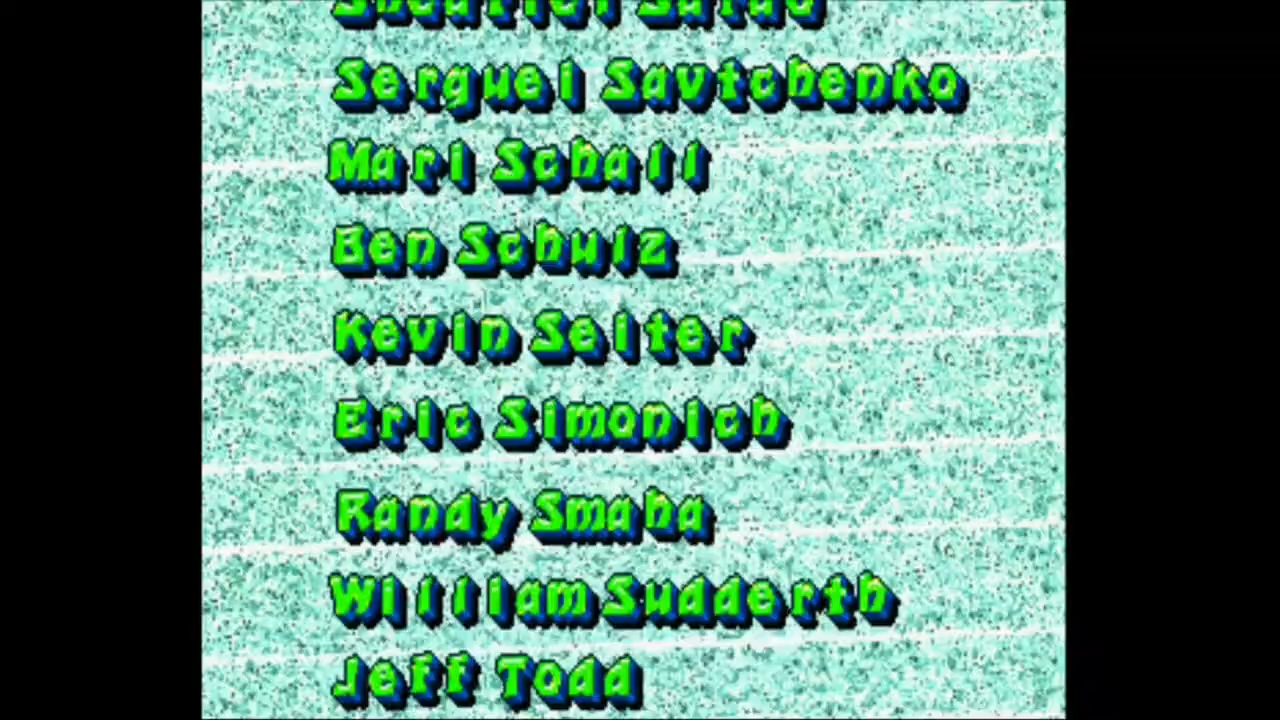 Serguei Savtchenko
Mari Schall
Ben Schulz
Kevin Seiter
Eric Simonich
Randy Smaha
William Sudderth
Jeff Todd